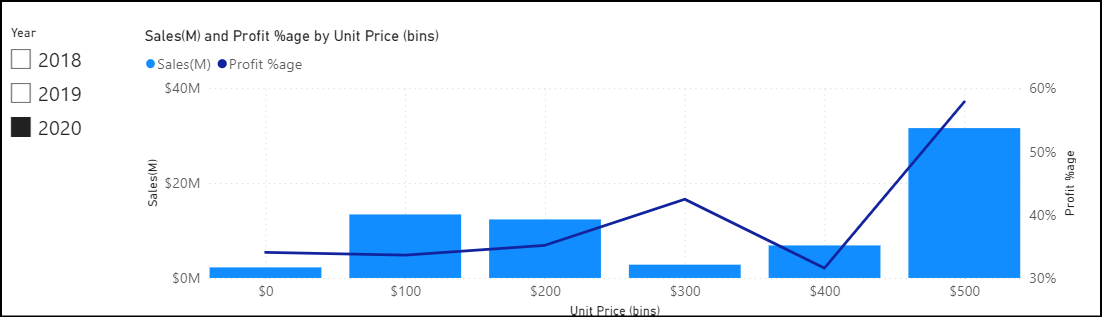 Year
2018
2019
2020
Sales(M) and Profit %age by Unit Price (bins)
Sales(M) Profit %age
$40M
$20M
$0M
Sales(M)
60%
50%
40%
30%
Profit %age
$0 $100 $200 $300 $400 $500
Unit Price (bins)